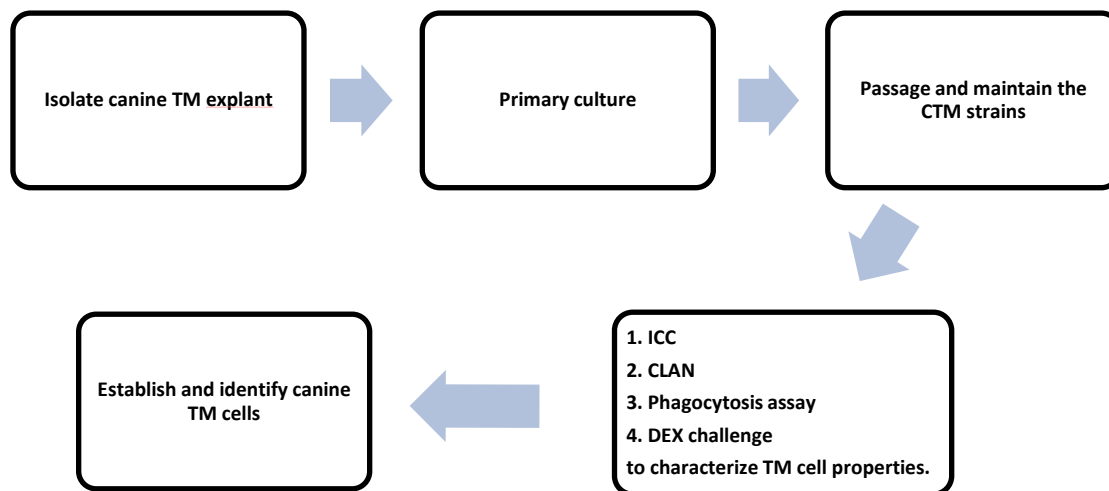 Isolate canine TM explant
Primary culture
Passage and maintain the
CTM strains
1. ICC
2. CLAN
3. Phagocytosis assay
4. DEX challenge
to characterize TM cell properties.
Establish and identify canine
TM cells